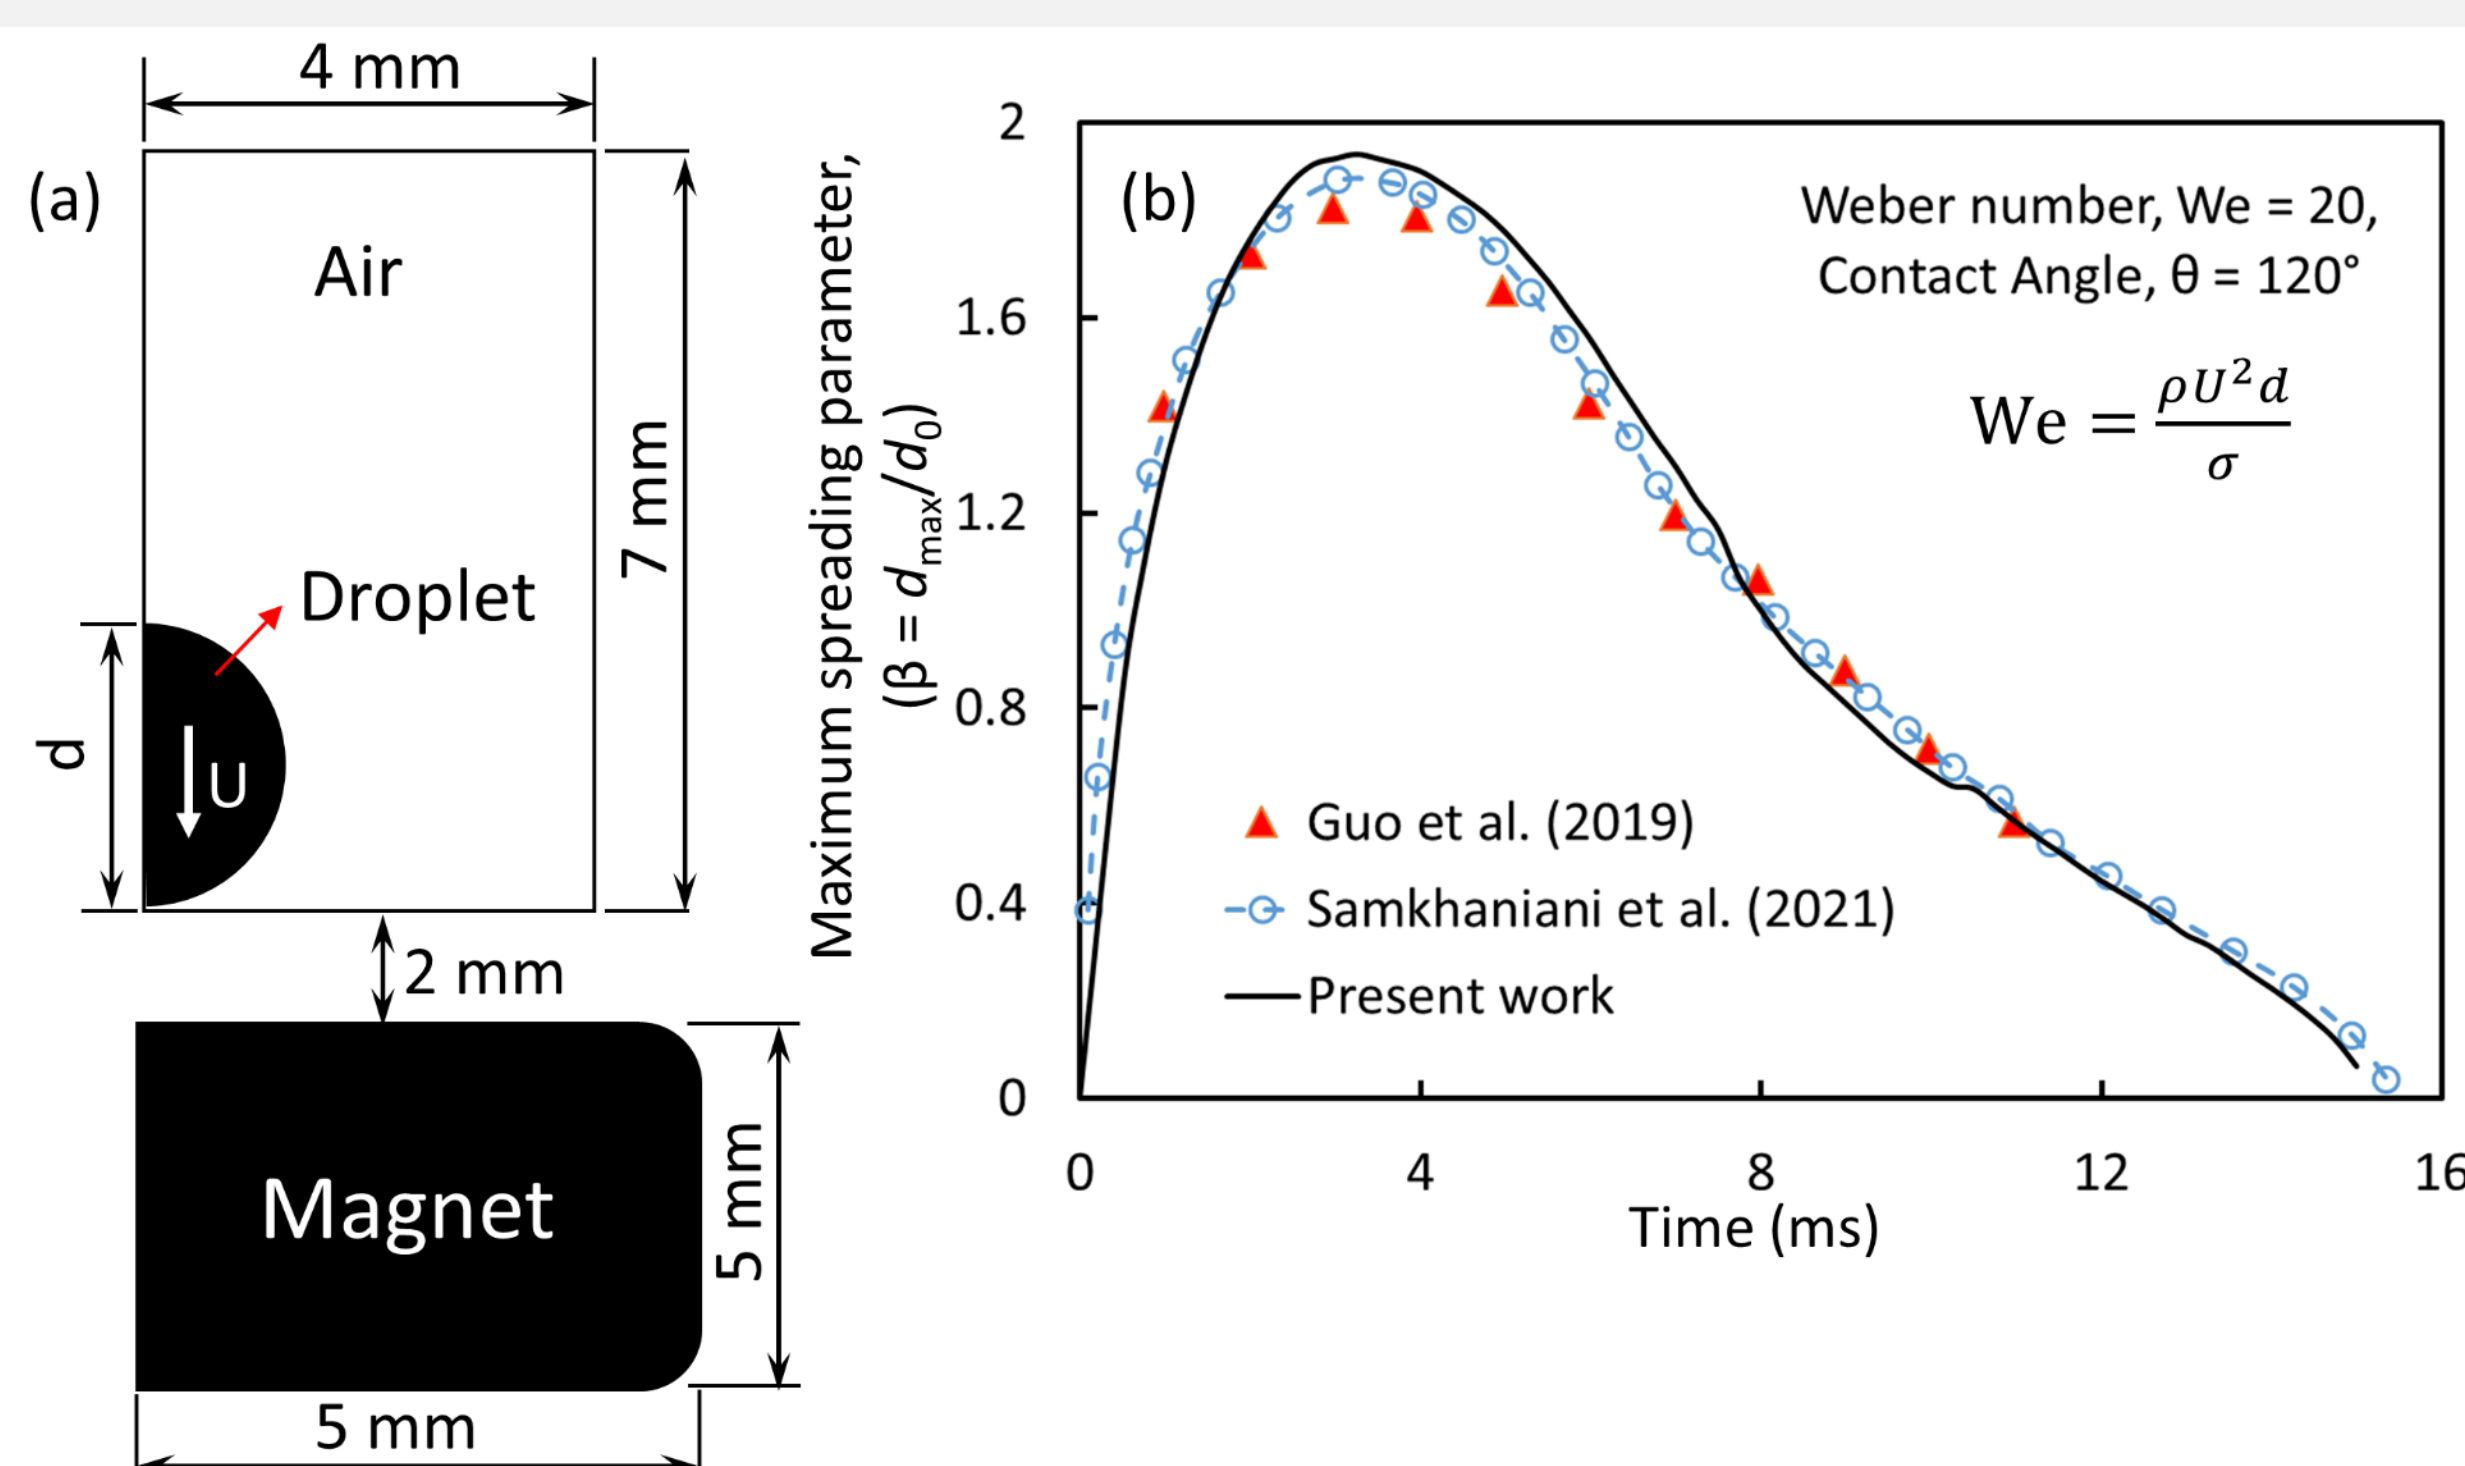 (a)
4 mm
Air
7 mm
Droplet
d
U
2 mm
Magnet
5 mm
5 mm
(b)
Maximum spreading parameter,
(β = d_max/d_0)
2
1.6
1.2
0.8
0.4
0
Weber number, We = 20,
Contact Angle, θ = 120°
We = ρU²d
σ
Guo et al. (2019)
Samkhaniani et al. (2021)
Present work
0 4 8 12 16
Time (ms)